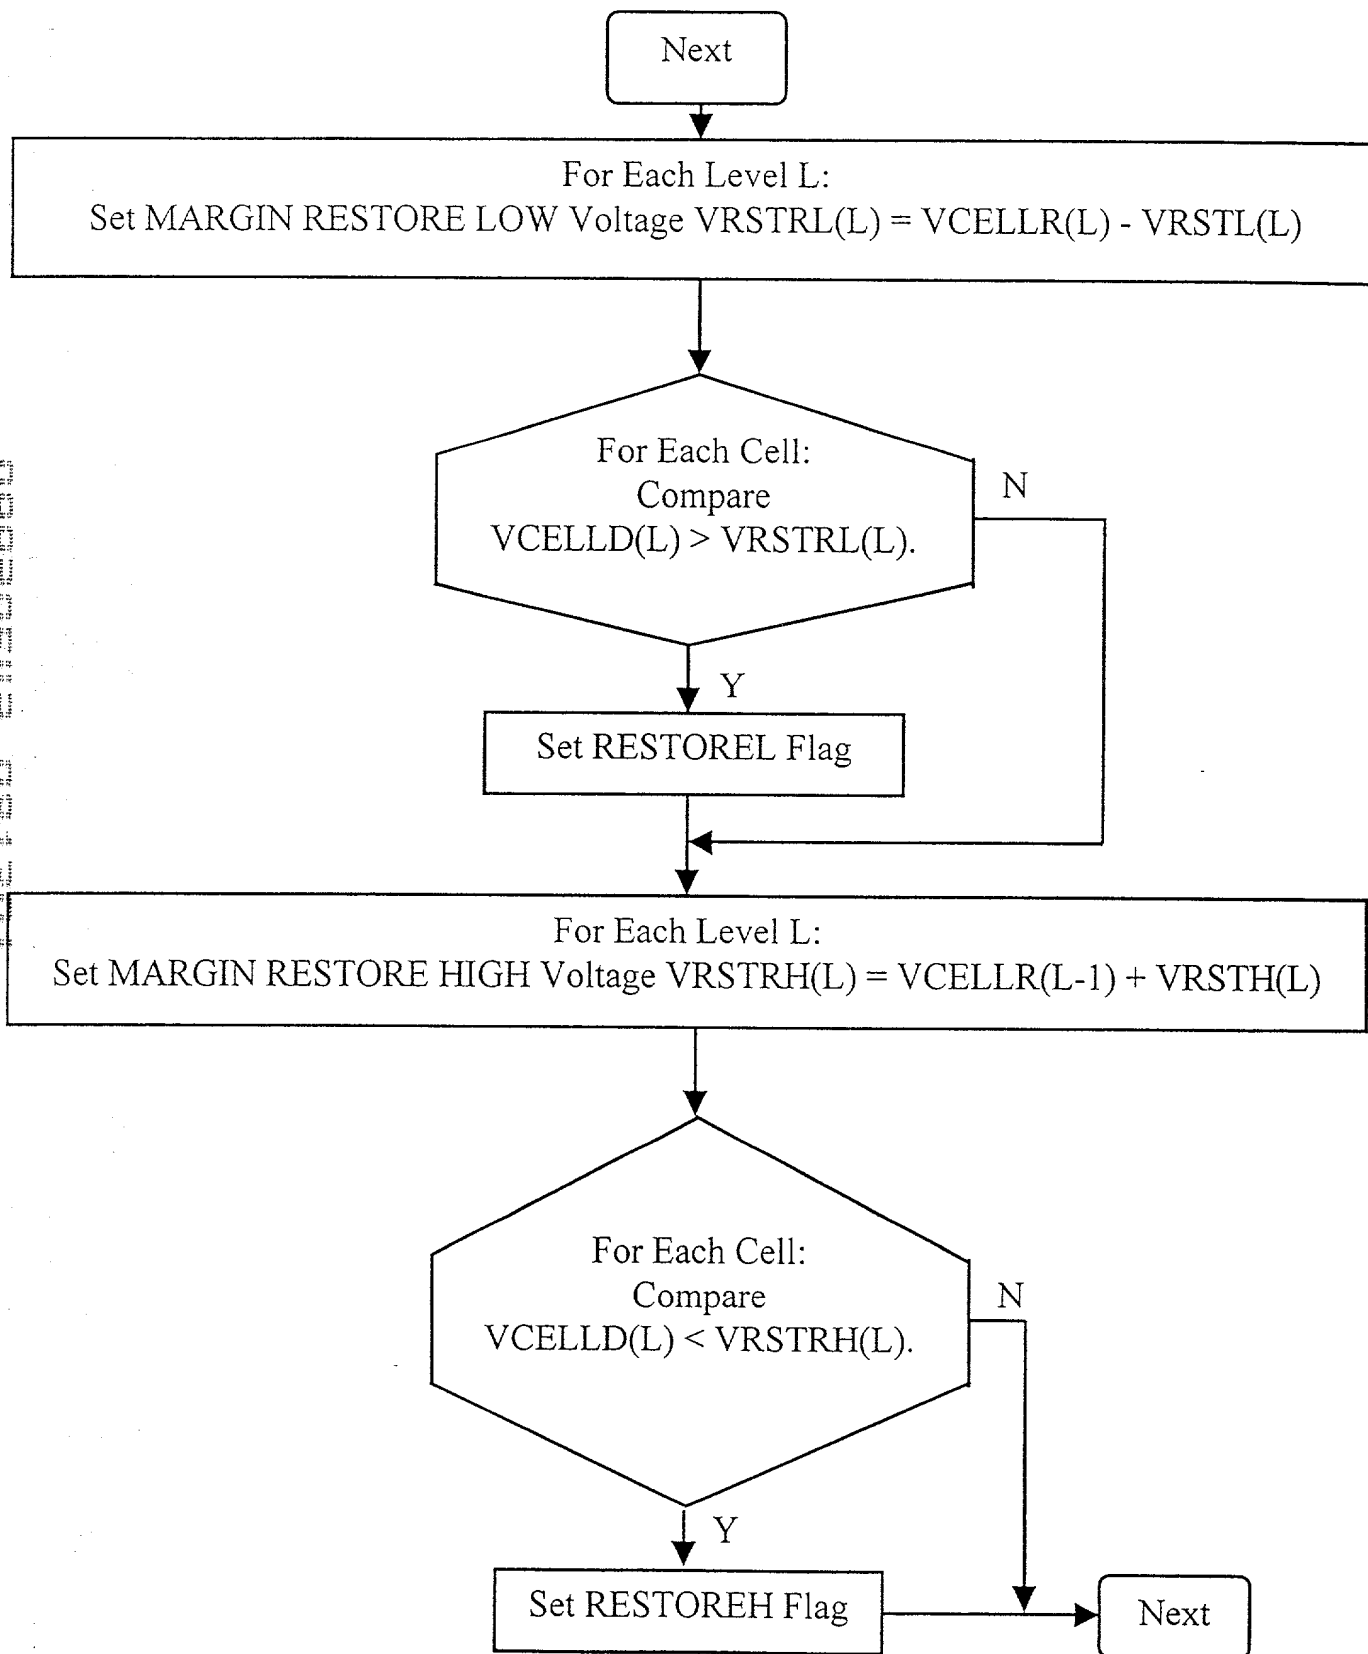 Next
For Each Level L:
Set MARGIN RESTORE LOW Voltage VRSTRL(L) = VCELLR(L) - VRSTL(L)
For Each Cell:
Compare
VCELLD(L) > VRSTRL(L).
N
Y
Set RESTOREL Flag
For Each Level L:
Set MARGIN RESTORE HIGH Voltage VRSTRH(L) = VCELLR(L-1) + VRSTH(L)
For Each Cell:
Compare
VCELLD(L) < VRSTRH(L).
N
Y
Set RESTOREH Flag
Next